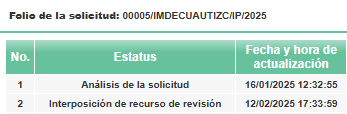 Folio de la solicitud: 00005/IMDECUAUTIZC/IP/2025
No. Estatus Fecha y hora de actualización
1 Análisis de la solicitud 16/01/2025 12:32:55
2 Interposición de recurso de revisión 12/02/2025 17:33:59